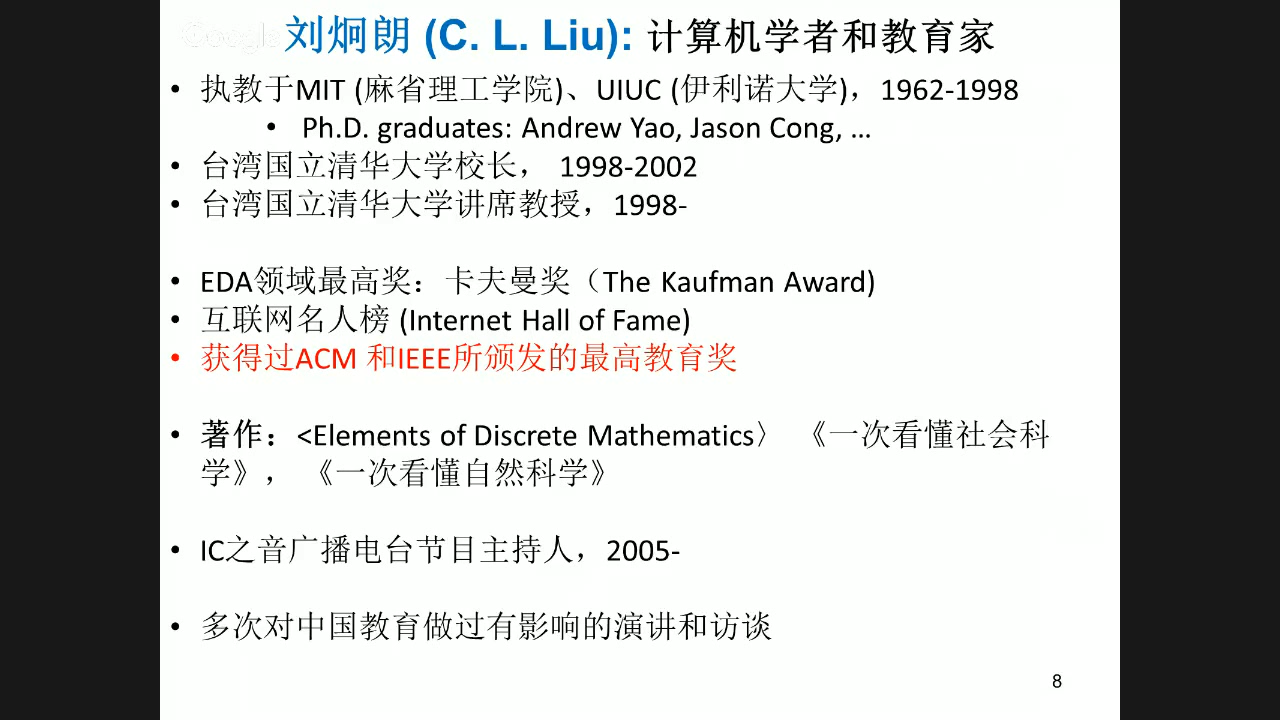 刘炯朗 (C. L. Liu): 计算机学者和教育家
• 执教于MIT (麻省理工学院)、UIUC (伊利诺大学)，1962-1998
• Ph.D. graduates: Andrew Yao, Jason Cong, …
• 台湾国立清华大学校长， 1998-2002
• 台湾国立清华大学讲席教授，1998-
• EDA领域最高奖：卡夫曼奖（The Kaufman Award)
• 互联网名人榜 (Internet Hall of Fame)
• 获得过ACM 和IEEE所颁发的最高教育奖
• 著作：<Elements of Discrete Mathematics〉 《一次看懂社会科
学》， 《一次看懂自然科学》
• IC之音广播电台节目主持人，2005-
• 多次对中国教育做过有影响的演讲和访谈
8